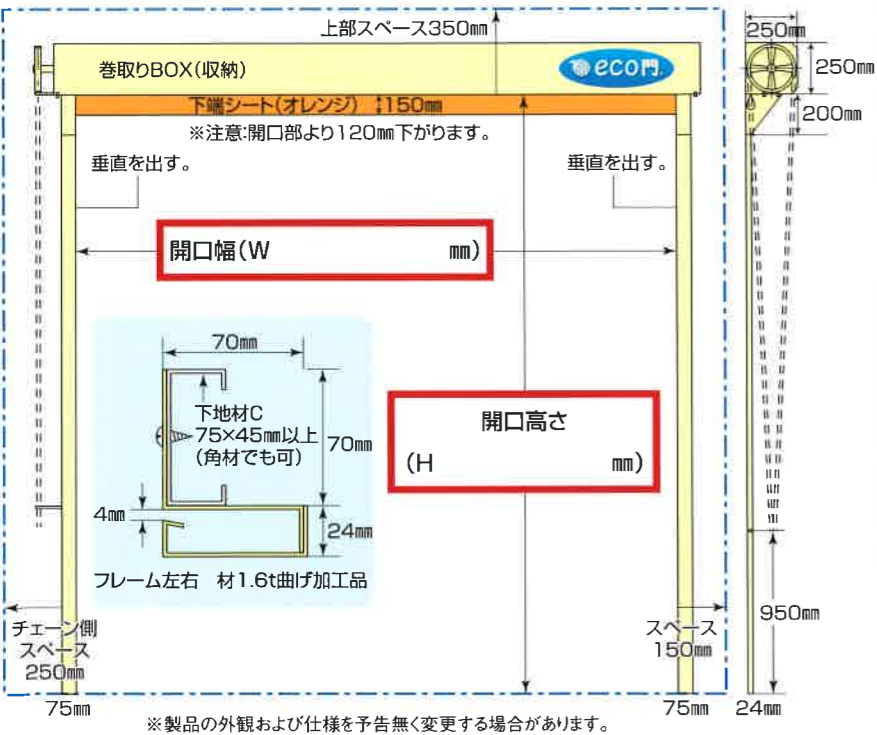 上部スペース350㎜
250㎜
巻取りBOX(収納)
eco門
250㎜
下端シート(オレンジ) 150㎜
200㎜
※注意:開口部より120㎜下がります。
垂直を出す。
垂直を出す。
開口幅(W ㎜)
70㎜
下地材C
75×45㎜以上
(角材でも可)
70㎜
開口高さ
(H ㎜)
4㎜
24㎜
フレーム左右 材1.6t曲げ加工品
チェーン側
スペース
250㎜
スペース
150㎜
950㎜
75㎜
75㎜
24㎜
※製品の外観および仕様を予告無く変更する場合があります。